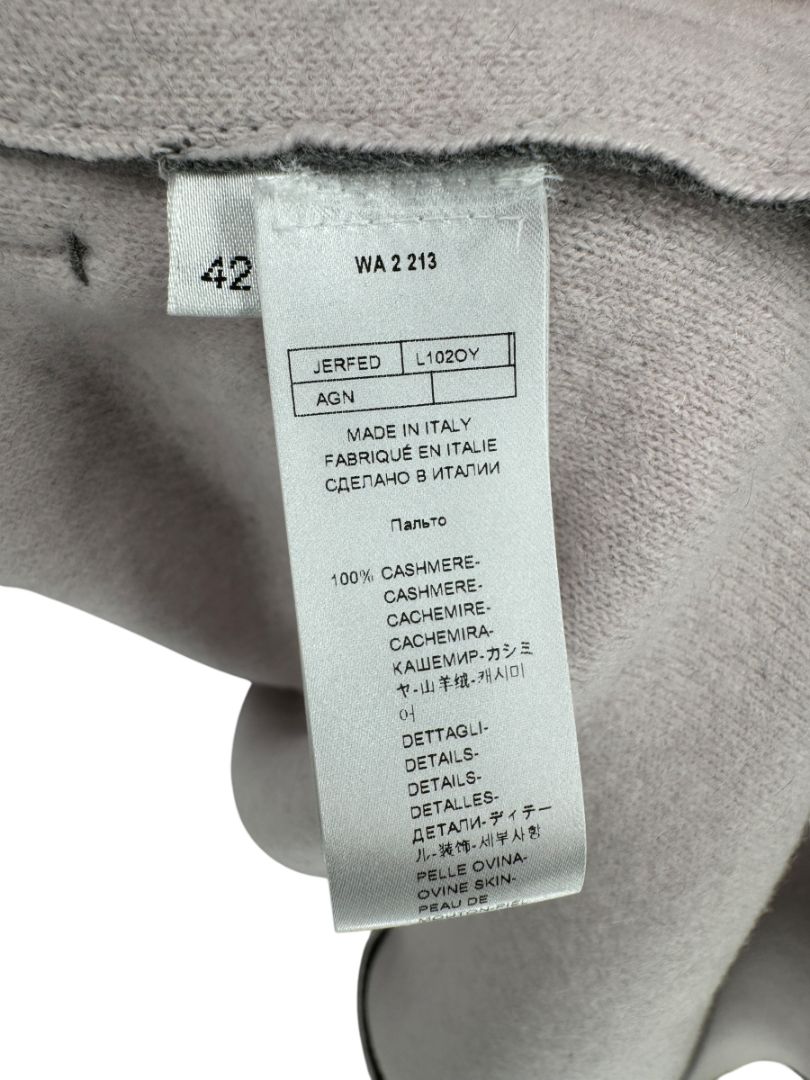 42
WA 2 213
JERFED L102OY
AGN
MADE IN ITALY
FABRIQUÉ EN ITALIE
СДЕЛАНО В ИТАЛИИ
Пальто
100% CASHMERE-
CASHMERE-
CACHEMIRE-
CACHEMIRA-
КАШЕМИР-カシミ
ヤ-山羊绒-캐시미
어
DETTAGLI-
DETAILS-
DETAILS-
DETALLES-
ДЕТАЛИ-ディテー
ル-装饰-세부사항
PELLE OVINA-
OVINE SKIN-
PEAU DE
MOUTON-PIEL